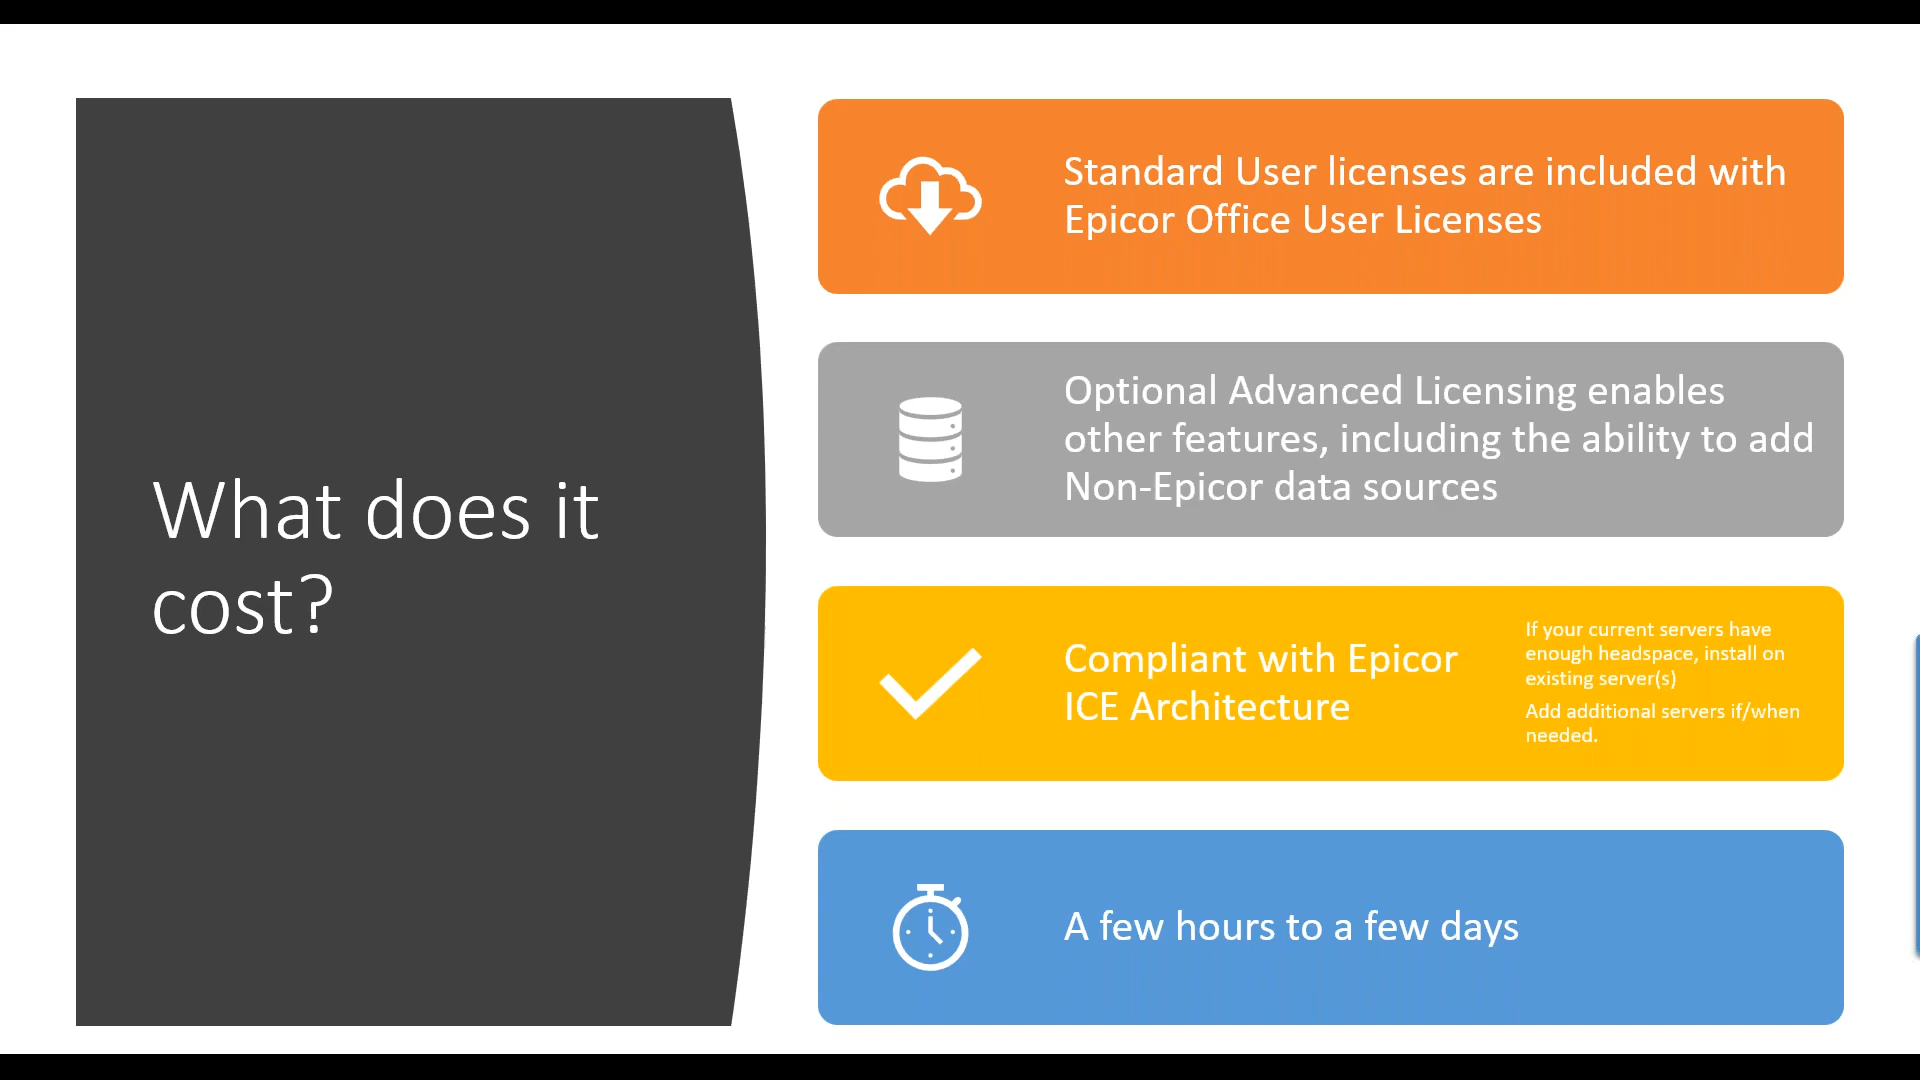 What does it
cost?
Standard User licenses are included with
Epicor Office User Licenses
Optional Advanced Licensing enables
other features, including the ability to add
Non-Epicor data sources
Compliant with Epicor
ICE Architecture
If your current servers have
enough headspace, install on
existing server(s)
Add additional servers if/when
needed.
A few hours to a few days